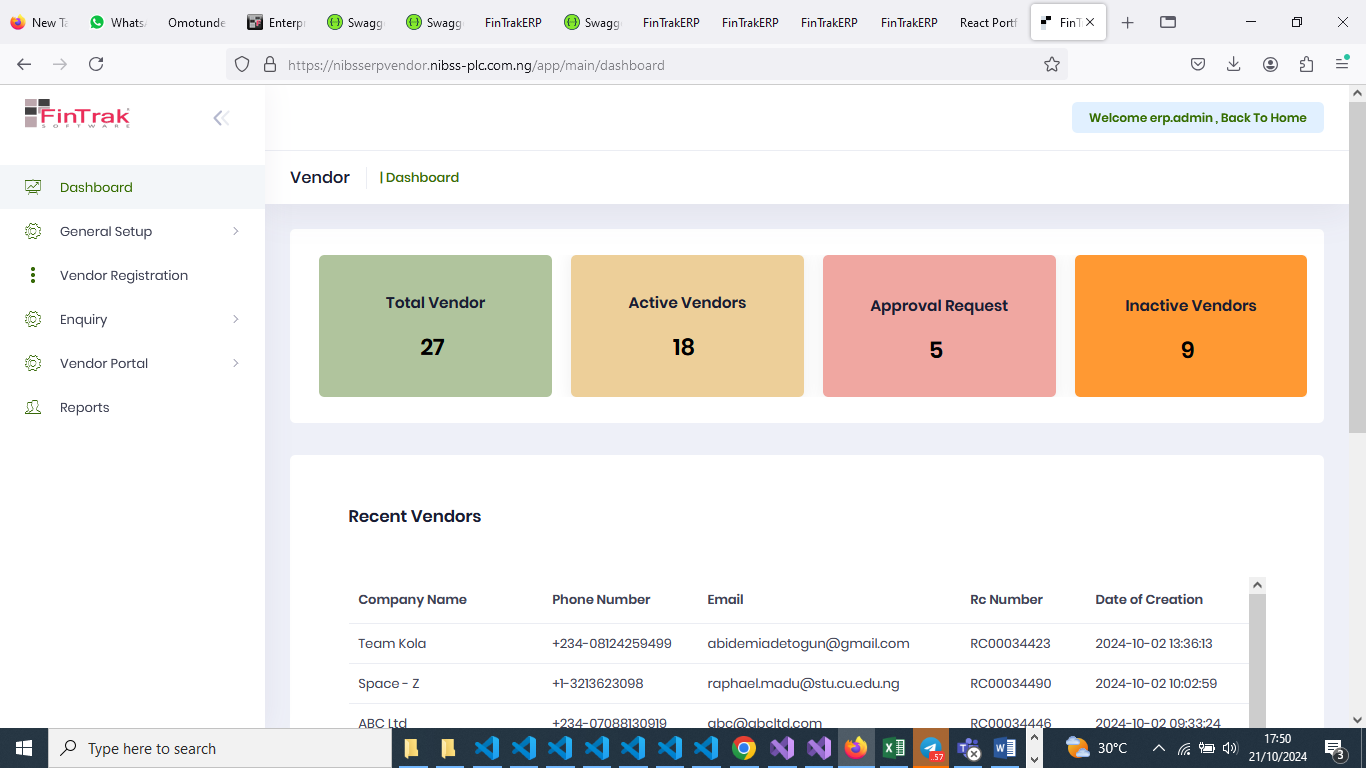 New Ta
Whats
Omotunde
Enterpr
Swagg
Swagg
FinTrakERP
Swagg
FinTrakERP
FinTrakERP
FinTrakERP
FinTrakERP
React Portf
FinT
https://nibsserpvendor.nibss-plc.com.ng/app/main/dashboard
FinTrak
SOFTWARE
Welcome erp.admin , Back To Home
Dashboard
General Setup
Vendor Registration
Enquiry
Vendor Portal
Reports
Vendor | Dashboard
Total Vendor
27
Active Vendors
18
Approval Request
5
Inactive Vendors
9
Recent Vendors
Company Name Phone Number Email Rc Number Date of Creation
Team Kola +234-08124259499 abidemiadetogun@gmail.com RC00034423 2024-10-02 13:36:13
Space - Z +1-3213623098 raphael.madu@stu.cu.edu.ng RC00034490 2024-10-02 10:02:59
ABC Ltd +234-07088130919 abc@abcltd.com RC00034446 2024-10-02 09:33:24
Type here to search
.57
30°C
17:50
21/10/2024
3